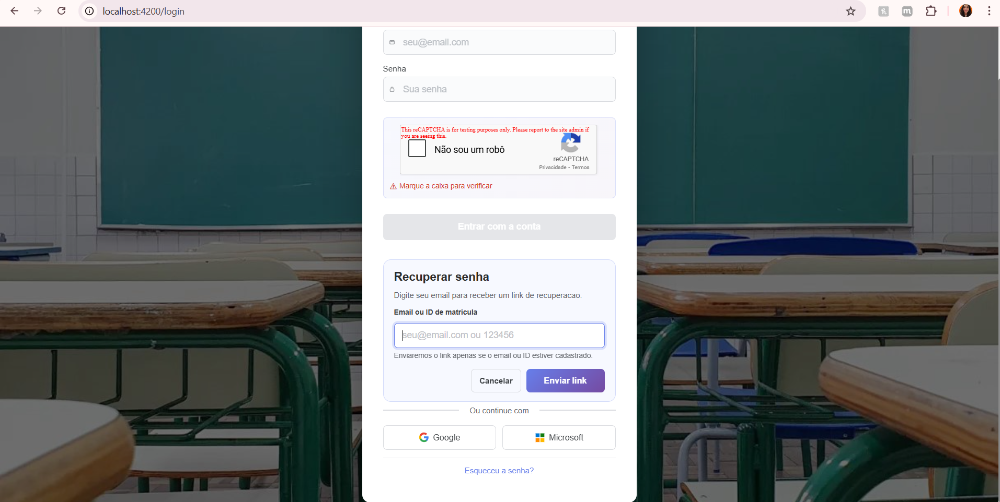 localhost:4200/login
seu@email.com
Senha
Sua senha
This reCAPTCHA is for testing purposes only. Please report to the site admin if
you are seeing this.
Não sou um robô
reCAPTCHA
Privacidade - Termos
Marque a caixa para verificar
Entrar com a conta
Recuperar senha
Digite seu email para receber um link de recuperacao.
Email ou ID de matricula
seu@email.com ou 123456
Enviaremos o link apenas se o email ou ID estiver cadastrado.
Cancelar
Enviar link
Ou continue com
Google
Microsoft
Esqueceu a senha?